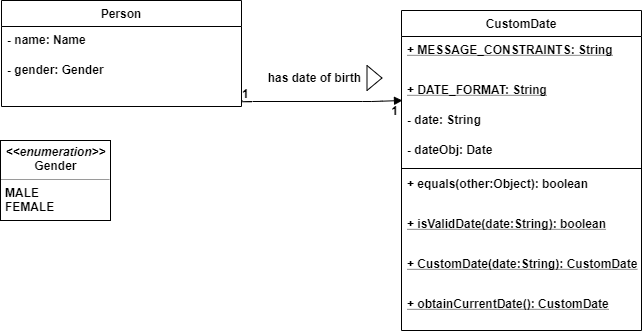 Person
- name: Name
- gender: Gender
has date of birth
1
1
CustomDate
+ MESSAGE_CONSTRAINTS: String
+ DATE_FORMAT: String
- date: String
- dateObj: Date
+ equals(other:Object): boolean
+ isValidDate(date:String): boolean
+ CustomDate(date:String): CustomDate
+ obtainCurrentDate(): CustomDate
<<enumeration>>
Gender
MALE
FEMALE